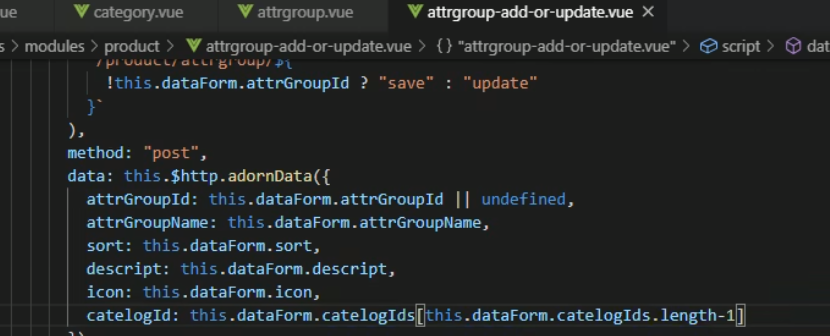 ue category.vue attrgroup.vue attrgroup-add-or-update.vue ×
s > modules > product > attrgroup-add-or-update.vue > {} "attrgroup-add-or-update.vue" > script > dat
/product/attrgroup/${
!this.dataForm.attrGroupId ? "save" : "update"
}`
),
method: "post",
data: this.$http.adornData({
attrGroupId: this.dataForm.attrGroupId || undefined,
attrGroupName: this.dataForm.attrGroupName,
sort: this.dataForm.sort,
descript: this.dataForm.descript,
icon: this.dataForm.icon,
catelogId: this.dataForm.catelogIds[this.dataForm.catelogIds.length-1]
})